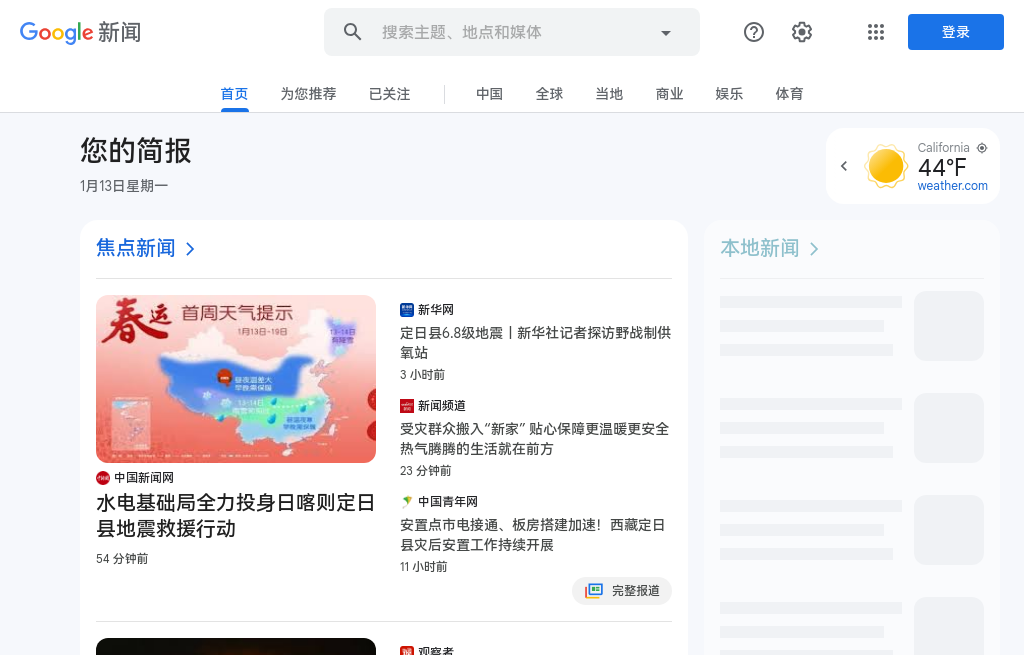 Google 新闻
搜索主题、地点和媒体
登录
首页
为您推荐
已关注
中国
全球
当地
商业
娱乐
体育
您的简报
1月13日星期一
California
44°F
weather.com
焦点新闻
本地新闻
春运
首周天气提示
1月13日-19日
中国新闻网
水电基础局全力投身日喀则定日
县地震救援行动
54 分钟前
新华网
定日县6.8级地震丨新华社记者探访野战制供
氧站
3 小时前
新闻频道
受灾群众搬入“新家” 贴心保障更温暖更安全
热气腾腾的生活就在前方
23 分钟前
中国青年网
安置点市电接通、板房搭建加速！西藏定日
县灾后安置工作持续开展
11 小时前
完整报道
观察者